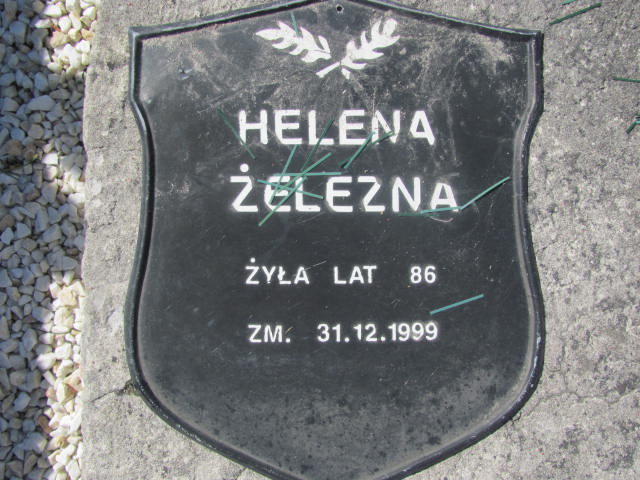 HELENA
ŻELEZNA
ŻYŁA LAT 86
ZM. 31.12.1999